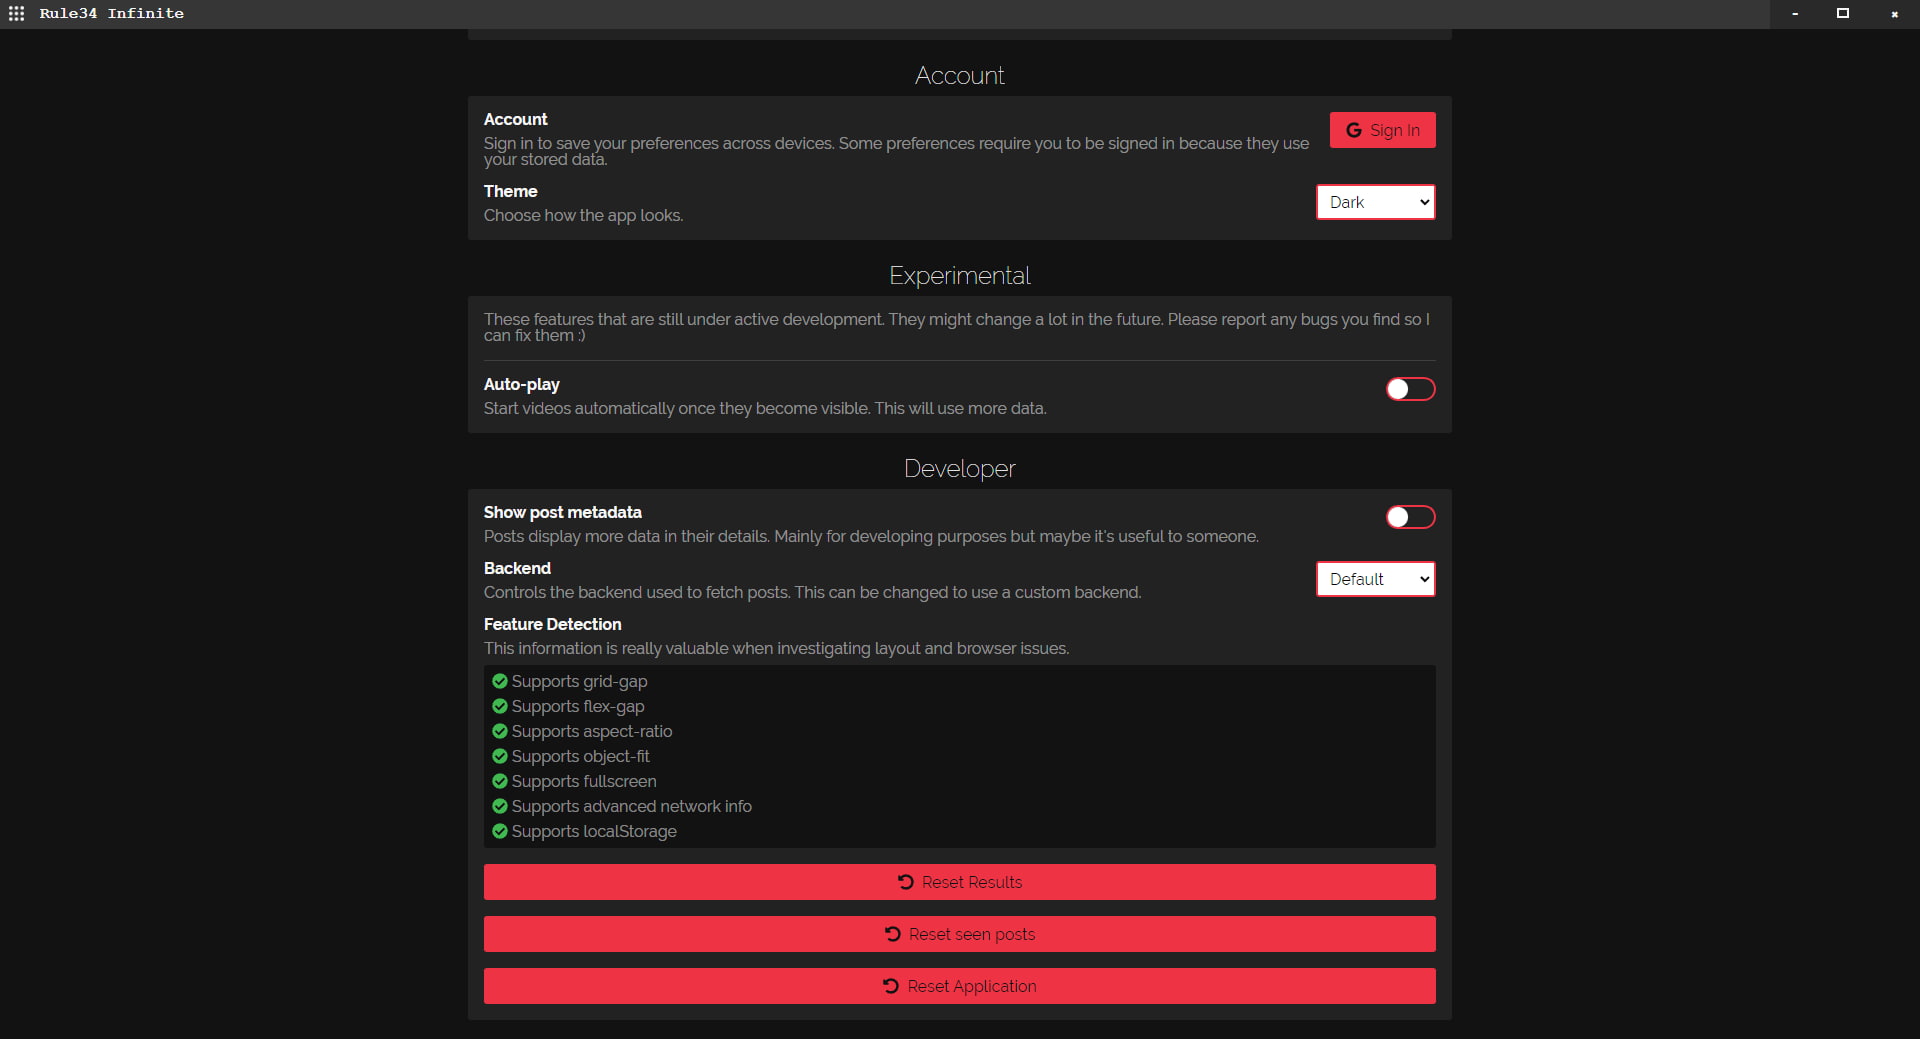 Rule34 Infinite
Account
Account
Sign In
Sign in to save your preferences across devices. Some preferences require you to be signed in because they use
your stored data.
Theme
Dark
Choose how the app looks.
Experimental
These features that are still under active development. They might change a lot in the future. Please report any bugs you find so I
can fix them :)
Auto-play
Start videos automatically once they become visible. This will use more data.
Developer
Show post metadata
Posts display more data in their details. Mainly for developing purposes but maybe it's useful to someone.
Backend
Default
Controls the backend used to fetch posts. This can be changed to use a custom backend.
Feature Detection
This information is really valuable when investigating layout and browser issues.
Supports grid-gap
Supports flex-gap
Supports aspect-ratio
Supports object-fit
Supports fullscreen
Supports advanced network info
Supports localStorage
Reset Results
Reset seen posts
Reset Application